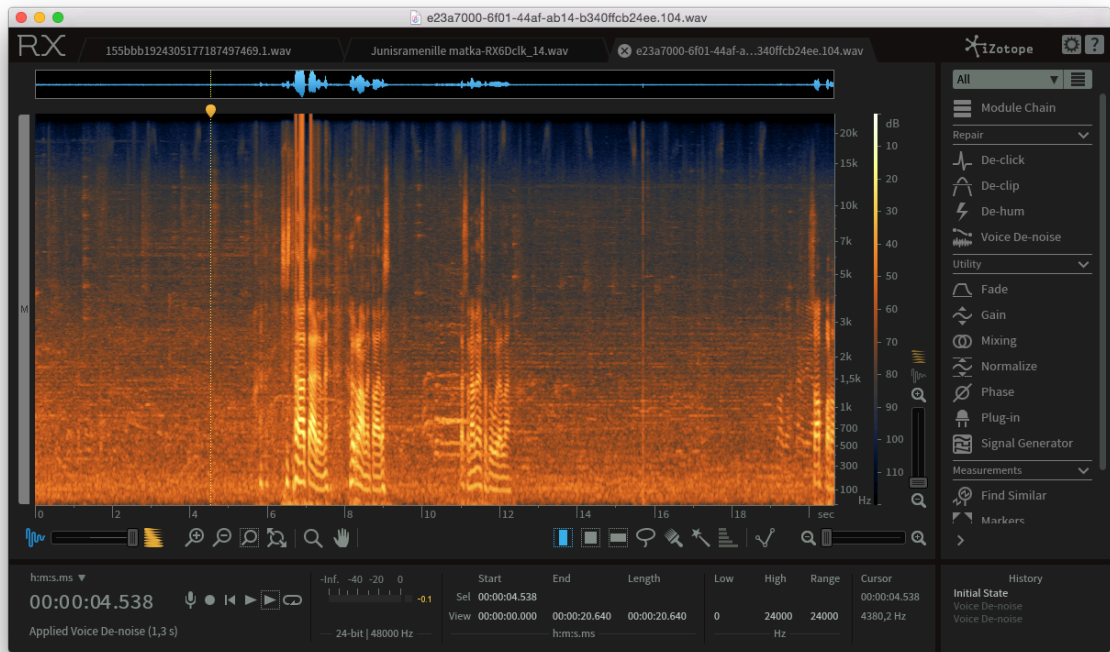 e23a7000-6f01-44af-ab14-b340ffcb24ee.104.wav
RX
155bbb1924305177187497469.1.wav
Junisramenille matka-RX6Dclk_14.wav
e23a7000-6f01-44af-a...340ffcb24ee.104.wav
iZotope
?
All
Module Chain
Repair
De-click
De-clip
De-hum
Voice De-noise
Utility
Fade
Gain
Mixing
Normalize
Phase
Plug-in
Signal Generator
Measurements
Find Similar
Markers
M
20k
15k
10k
7k
5k
3k
2k
1,5k
1k
700
500
300
100
Hz
dB
10
20
30
40
50
60
70
80
90
100
110
0 2 4 6 8 10 12 14 16 18 sec
h:m:s.ms
00:00:04.538
Applied Voice De-noise (1,3 s)
-Inf. -40 -20 0
-0.1
24-bit | 48000 Hz
Start End Length
Sel 00:00:04.538
View 00:00:00.000 00:00:20.640 00:00:20.640
h:m:s.ms
Low High Range
0 24000 24000
Hz
Cursor
00:00:04.538
4380,2 Hz
History
Initial State
Voice De-noise
Voice De-noise